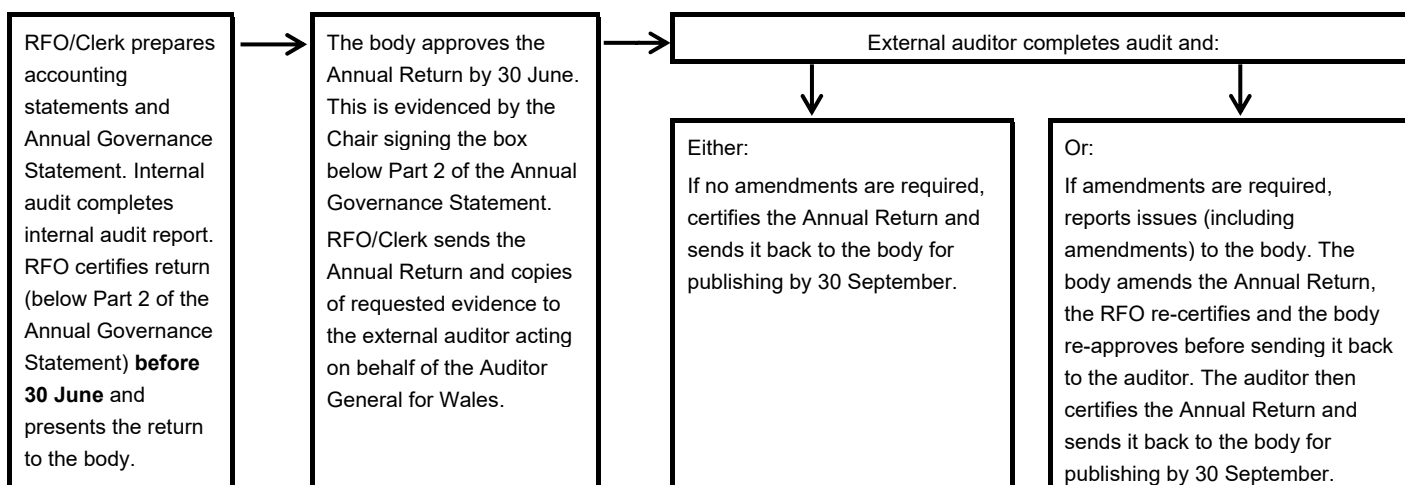 RFO/Clerk prepares
accounting
statements and
Annual Governance
Statement. Internal
audit completes
internal audit report.
RFO certifies return
(below Part 2 of the
Annual Governance
Statement) before
30 June and
presents the return
to the body.
The body approves the
Annual Return by 30 June.
This is evidenced by the
Chair signing the box
below Part 2 of the Annual
Governance Statement.
RFO/Clerk sends the
Annual Return and copies
of requested evidence to
the external auditor acting
on behalf of the Auditor
General for Wales.
External auditor completes audit and:
Either:
If no amendments are required,
certifies the Annual Return and
sends it back to the body for
publishing by 30 September.
Or:
If amendments are required,
reports issues (including
amendments) to the body. The
body amends the Annual Return,
the RFO re-certifies and the body
re-approves before sending it back
to the auditor. The auditor then
certifies the Annual Return and
sends it back to the body for
publishing by 30 September.